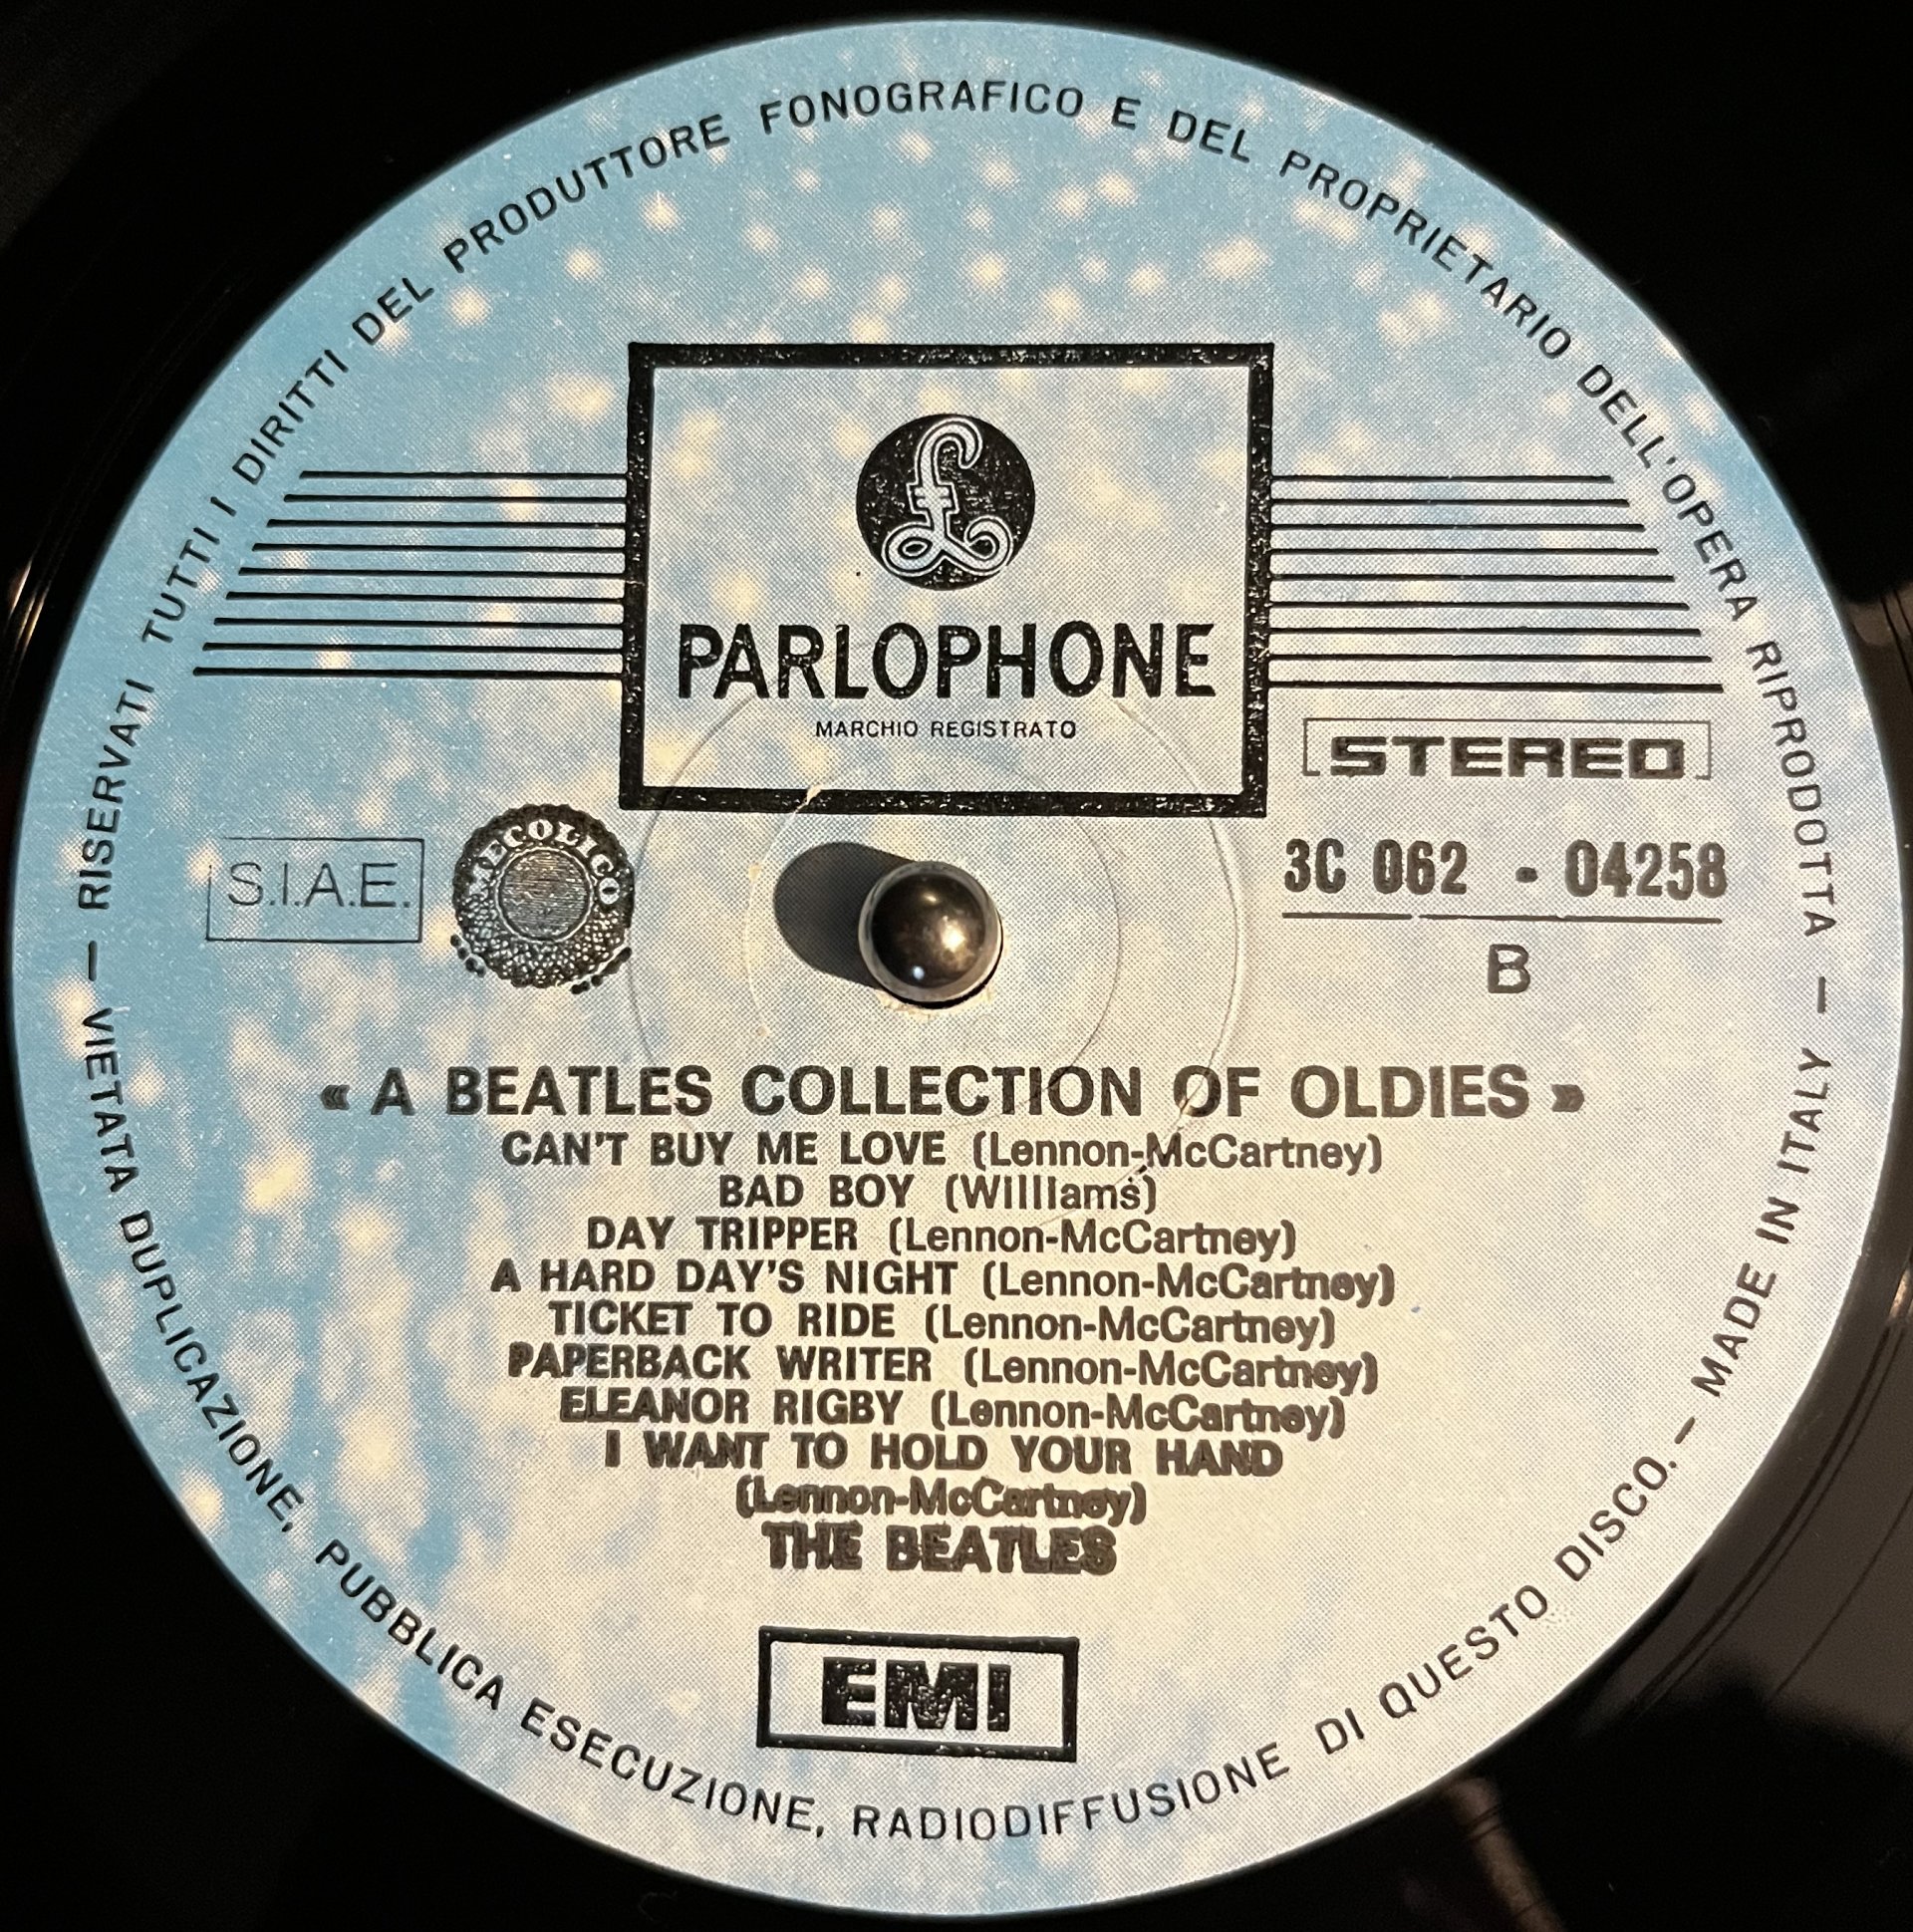 RISERVATI TUTTI I DIRITTI DEL PRODUTTORE FONOGRAFICO E DEL PROPRIETARIO DELL'OPERA RIPRODOTTA — MADE IN ITALY —
£
PARLOPHONE
MARCHIO REGISTRATO
STEREO
S.I.A.E.
MECOLICO
3C 062 - 04258
B
« A BEATLES COLLECTION OF OLDIES »
CAN'T BUY ME LOVE (Lennon-McCartney)
BAD BOY (Williams)
DAY TRIPPER (Lennon-McCartney)
A HARD DAY'S NIGHT (Lennon-McCartney)
TICKET TO RIDE (Lennon-McCartney)
PAPERBACK WRITER (Lennon-McCartney)
ELEANOR RIGBY (Lennon-McCartney)
I WANT TO HOLD YOUR HAND
(Lennon-McCartney)
THE BEATLES
EMI
— VIETATA DUPLICAZIONE, PUBBLICA ESECUZIONE, RADIODIFFUSIONE DI QUESTO DISCO.